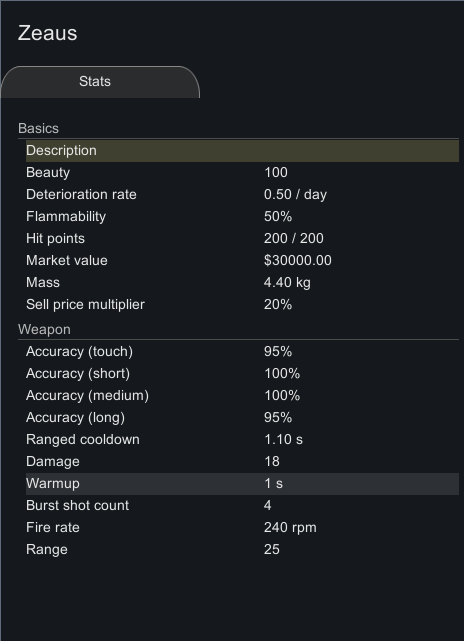 Zeaus
Stats
Basics
Description
Beauty 100
Deterioration rate 0.50 / day
Flammability 50%
Hit points 200 / 200
Market value $30000.00
Mass 4.40 kg
Sell price multiplier 20%
Weapon
Accuracy (touch) 95%
Accuracy (short) 100%
Accuracy (medium) 100%
Accuracy (long) 95%
Ranged cooldown 1.10 s
Damage 18
Warmup 1 s
Burst shot count 4
Fire rate 240 rpm
Range 25